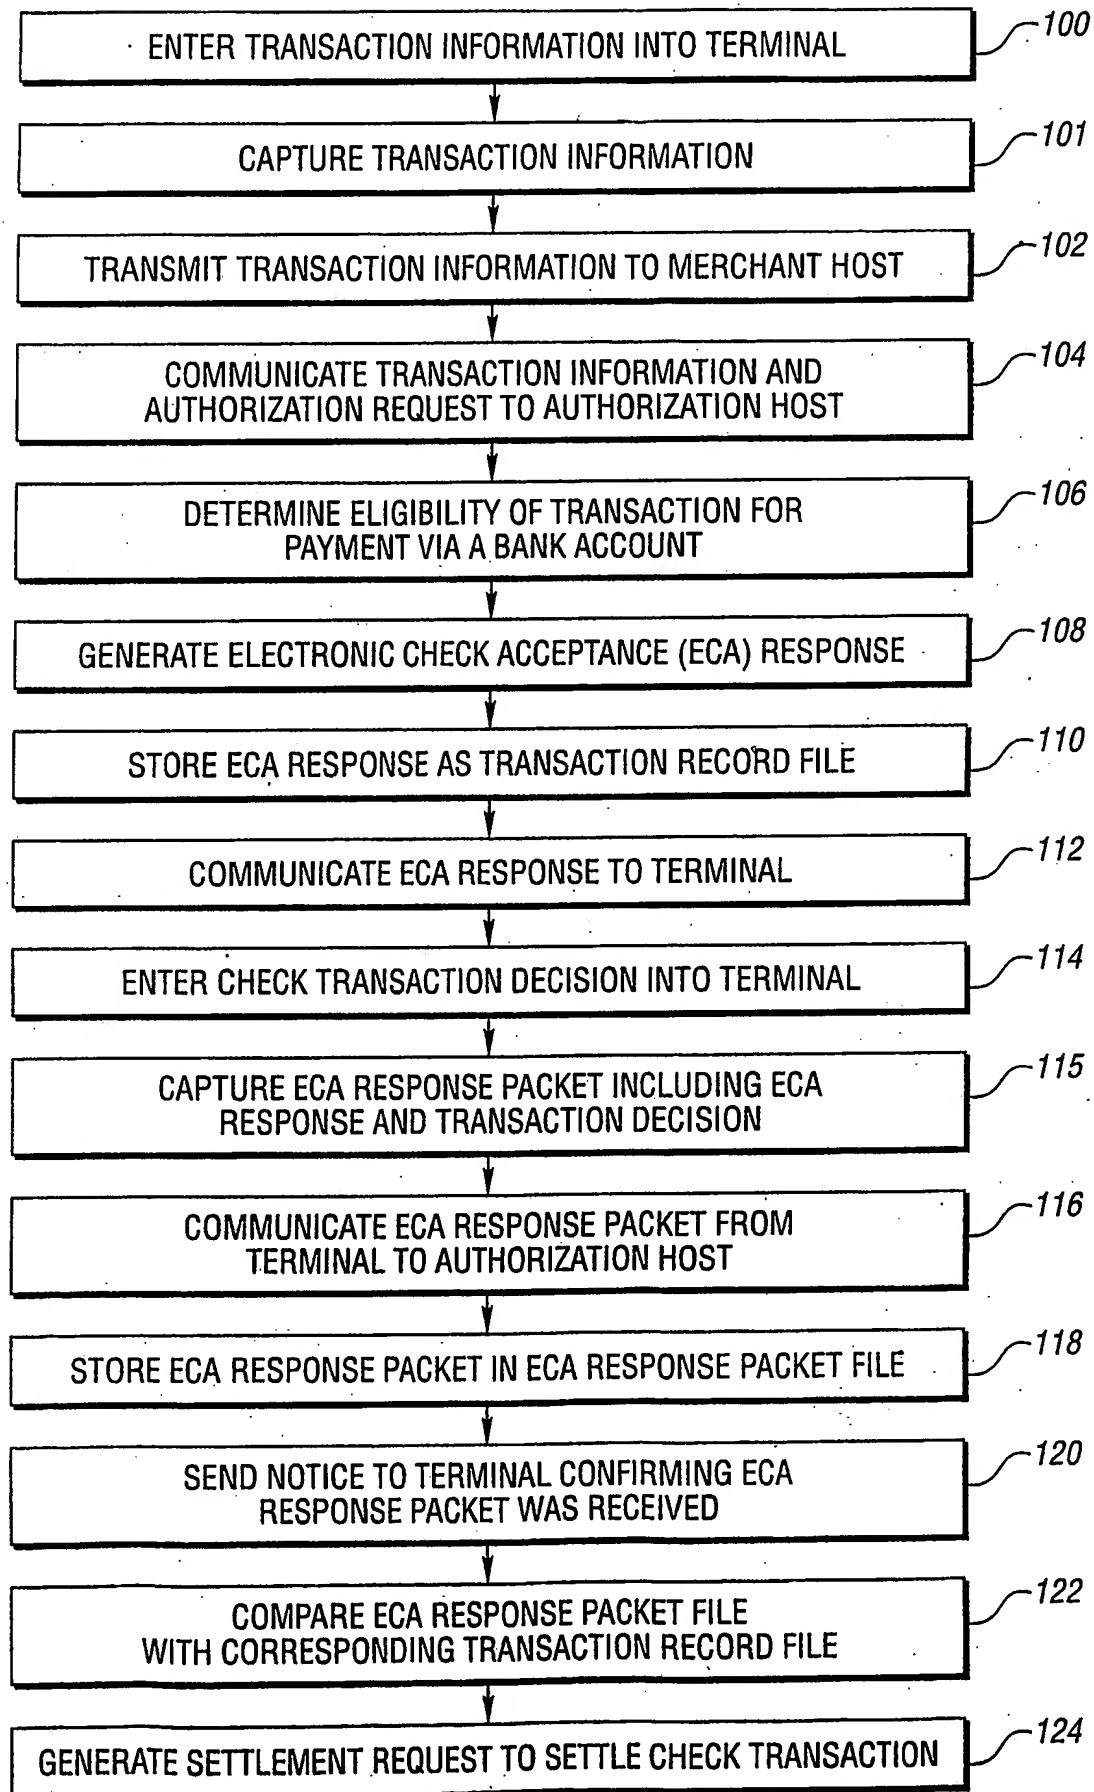 ENTER TRANSACTION INFORMATION INTO TERMINAL
100
CAPTURE TRANSACTION INFORMATION
101
TRANSMIT TRANSACTION INFORMATION TO MERCHANT HOST
102
COMMUNICATE TRANSACTION INFORMATION AND
AUTHORIZATION REQUEST TO AUTHORIZATION HOST
104
DETERMINE ELIGIBILITY OF TRANSACTION FOR
PAYMENT VIA A BANK ACCOUNT
106
GENERATE ELECTRONIC CHECK ACCEPTANCE (ECA) RESPONSE
108
STORE ECA RESPONSE AS TRANSACTION RECORD FILE
110
COMMUNICATE ECA RESPONSE TO TERMINAL
112
ENTER CHECK TRANSACTION DECISION INTO TERMINAL
114
CAPTURE ECA RESPONSE PACKET INCLUDING ECA
RESPONSE AND TRANSACTION DECISION
115
COMMUNICATE ECA RESPONSE PACKET FROM
TERMINAL TO AUTHORIZATION HOST
116
STORE ECA RESPONSE PACKET IN ECA RESPONSE PACKET FILE
118
SEND NOTICE TO TERMINAL CONFIRMING ECA
RESPONSE PACKET WAS RECEIVED
120
COMPARE ECA RESPONSE PACKET FILE
WITH CORRESPONDING TRANSACTION RECORD FILE
122
GENERATE SETTLEMENT REQUEST TO SETTLE CHECK TRANSACTION
124